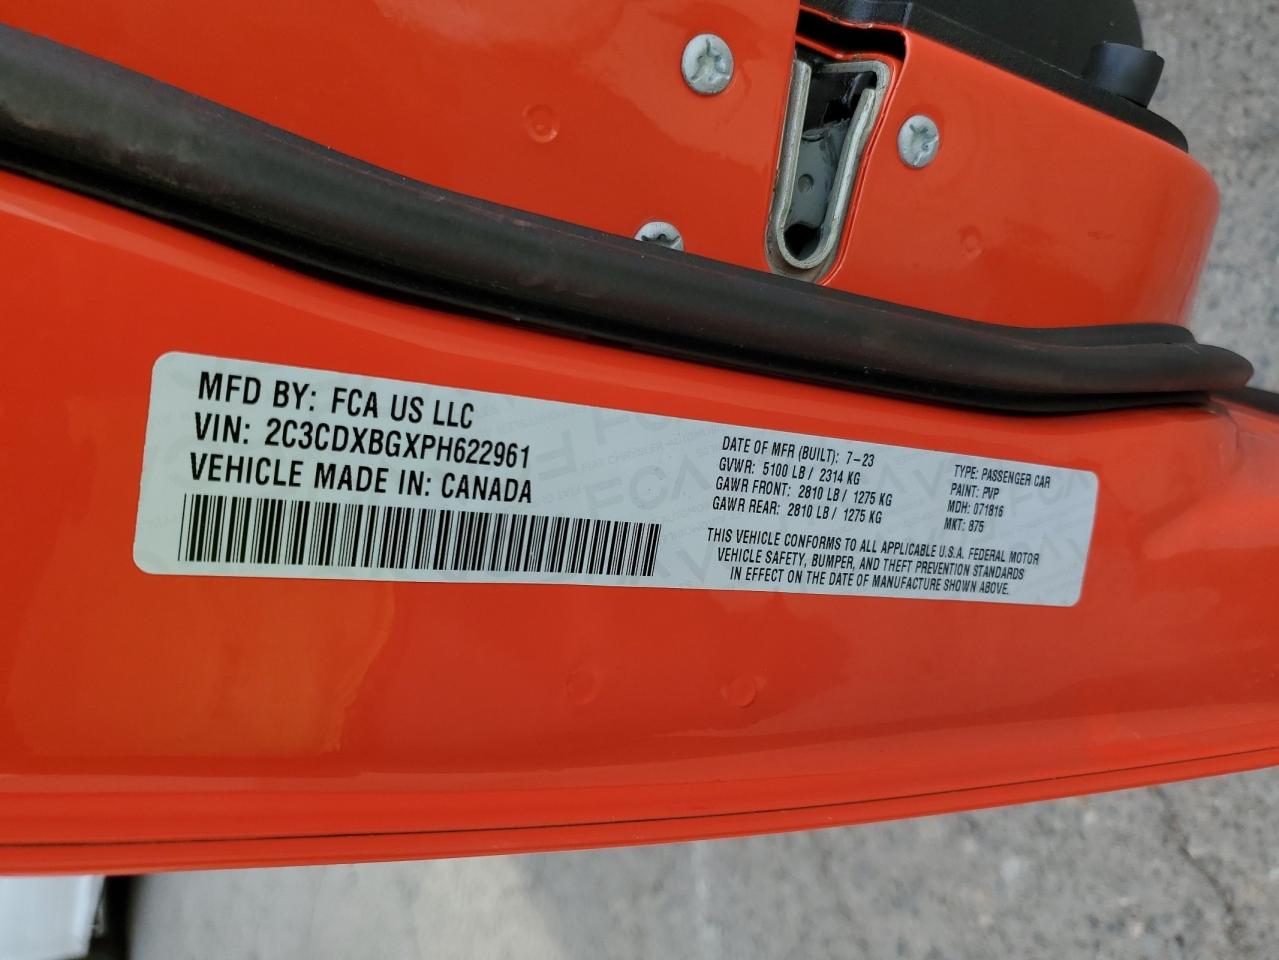 MFD BY: FCA US LLC
VIN: 2C3CDXBGXPH622961
VEHICLE MADE IN: CANADA
DATE OF MFR (BUILT): 7-23
GVWR: 5100 LB / 2314 KG
GAWR FRONT: 2810 LB / 1275 KG
GAWR REAR: 2810 LB / 1275 KG
TYPE: PASSENGER CAR
PAINT: PVP
MDH: 071816
MKT: 875
THIS VEHICLE CONFORMS TO ALL APPLICABLE U.S.A. FEDERAL MOTOR
VEHICLE SAFETY, BUMPER, AND THEFT PREVENTION STANDARDS
IN EFFECT ON THE DATE OF MANUFACTURE SHOWN ABOVE.